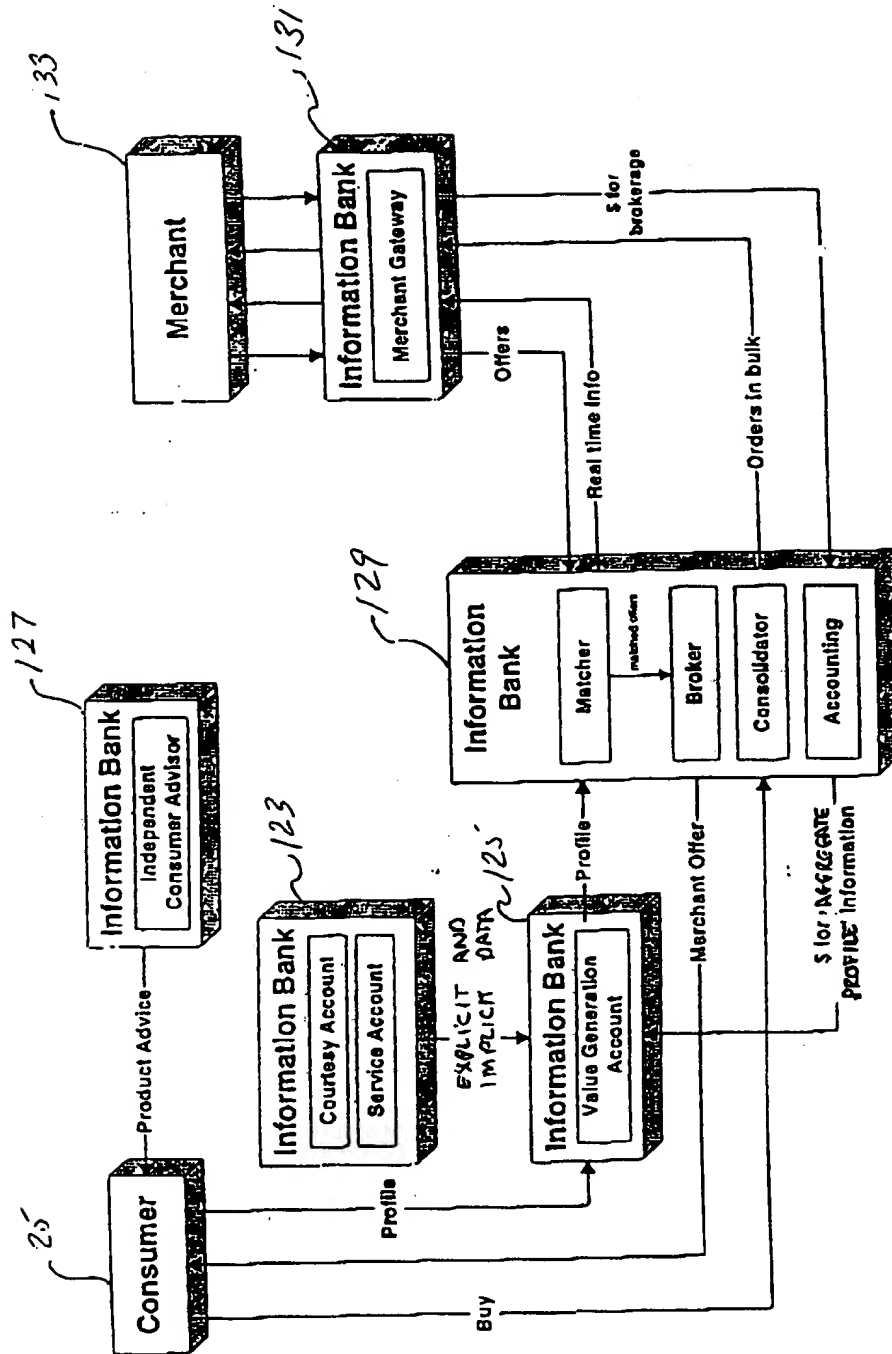 133
Merchant
131
Information Bank
Merchant Gateway
$ for
brokerage
Offers
Real time Info
Orders in bulk
127
Information Bank
Independent
Consumer Advisor
Product Advice
25
Consumer
123
Information Bank
Courtesy Account
Service Account
EXPLICIT AND
IMPLICIT DATA
125
Information Bank
Value Generation
Account
Profile
Profile
129
Information
Bank
Matcher
matched offers
Broker
Consolidator
Accounting
Merchant Offer
Buy
$ for AGGREGATE
PROFILE Information